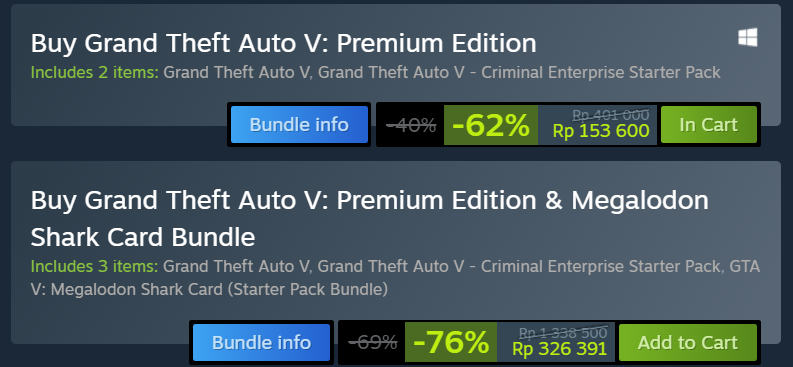 Buy Grand Theft Auto V: Premium Edition
Includes 2 items: Grand Theft Auto V, Grand Theft Auto V - Criminal Enterprise Starter Pack
Bundle info -40% -62% Rp 401 000 Rp 153 600 In Cart
Buy Grand Theft Auto V: Premium Edition & Megalodon
Shark Card Bundle
Includes 3 items: Grand Theft Auto V, Grand Theft Auto V - Criminal Enterprise Starter Pack, GTA
V: Megalodon Shark Card (Starter Pack Bundle)
Bundle info -69% -76% Rp 1 338 500 Rp 326 391 Add to Cart